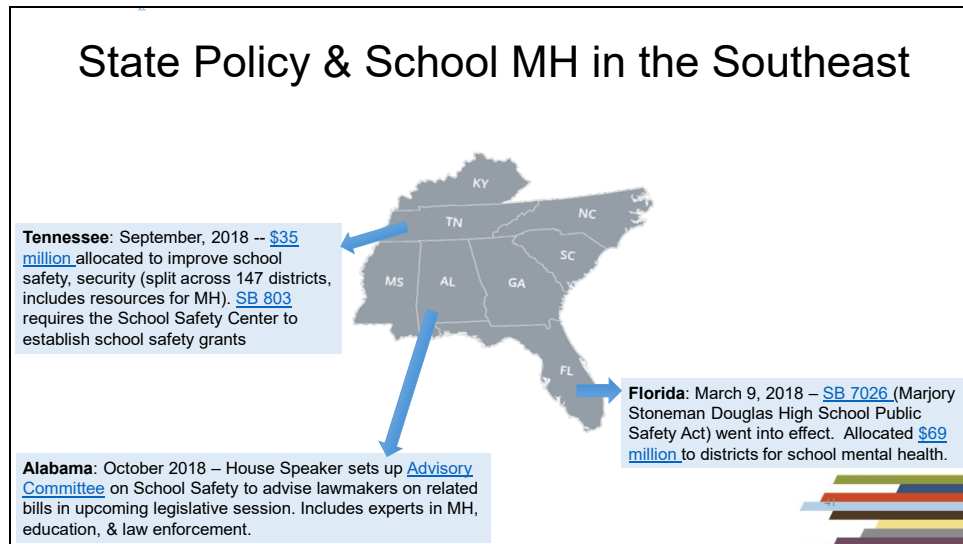 State Policy & School MH in the Southeast
KY
TN
NC
SC
MS
AL
GA
FL
Tennessee: September, 2018 -- $35
million allocated to improve school
safety, security (split across 147 districts,
includes resources for MH). SB 803
requires the School Safety Center to
establish school safety grants
Florida: March 9, 2018 – SB 7026 (Marjory
Stoneman Douglas High School Public
Safety Act) went into effect.  Allocated $69
million to districts for school mental health.
Alabama: October 2018 – House Speaker sets up Advisory
Committee on School Safety to advise lawmakers on related
bills in upcoming legislative session. Includes experts in MH,
education, & law enforcement.
41